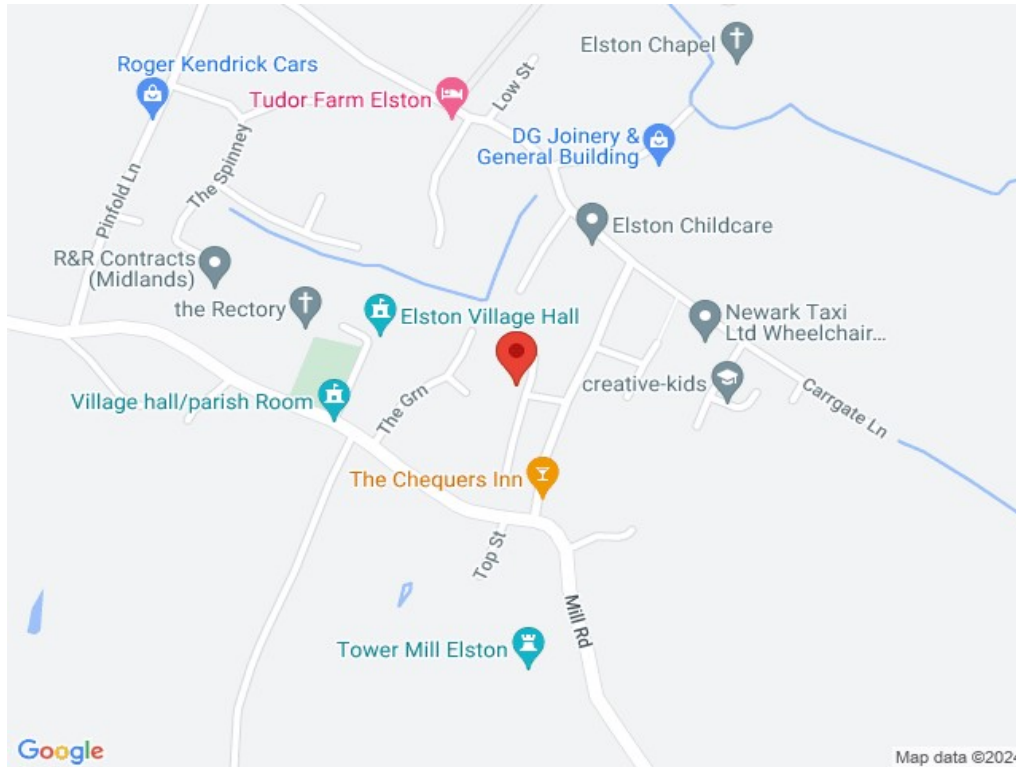 Elston Chapel
Roger Kendrick Cars
Tudor Farm Elston
Low St
DG Joinery &
General Building
The Spinney
Pinfold Ln
Elston Childcare
R&R Contracts
(Midlands)
the Rectory
Elston Village Hall
Newark Taxi
Ltd Wheelchair...
creative-kids
Village hall/parish Room
The Grn
Carrgate Ln
The Chequers Inn
Top St
Mill Rd
Tower Mill Elston
Google
Map data ©2024